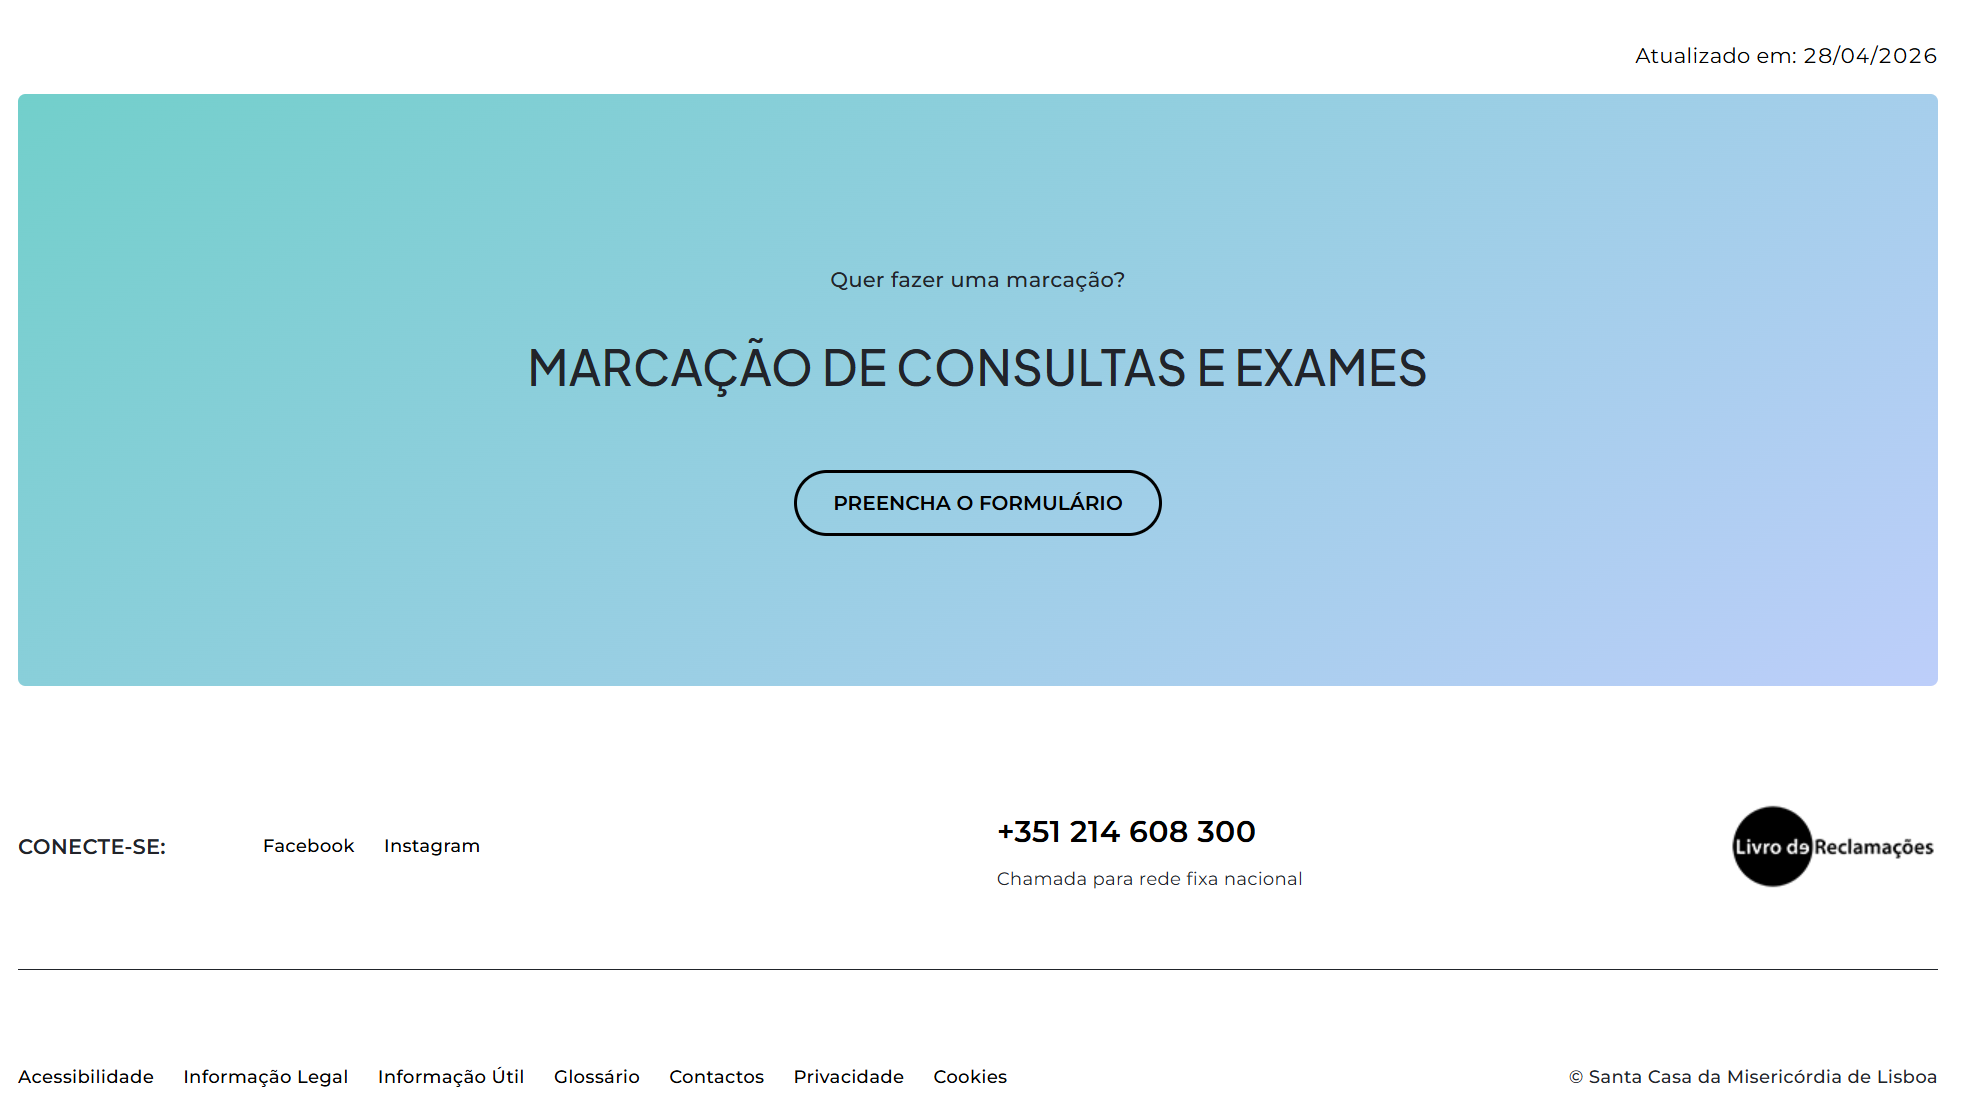 Atualizado em: 28/04/2026
Quer fazer uma marcação?
MARCAÇÃO DE CONSULTAS E EXAMES
PREENCHA O FORMULÁRIO
CONECTE-SE:
Facebook
Instagram
+351 214 608 300
Chamada para rede fixa nacional
Livro de Reclamações
Acessibilidade
Informação Legal
Informação Útil
Glossário
Contactos
Privacidade
Cookies
© Santa Casa da Misericórdia de Lisboa